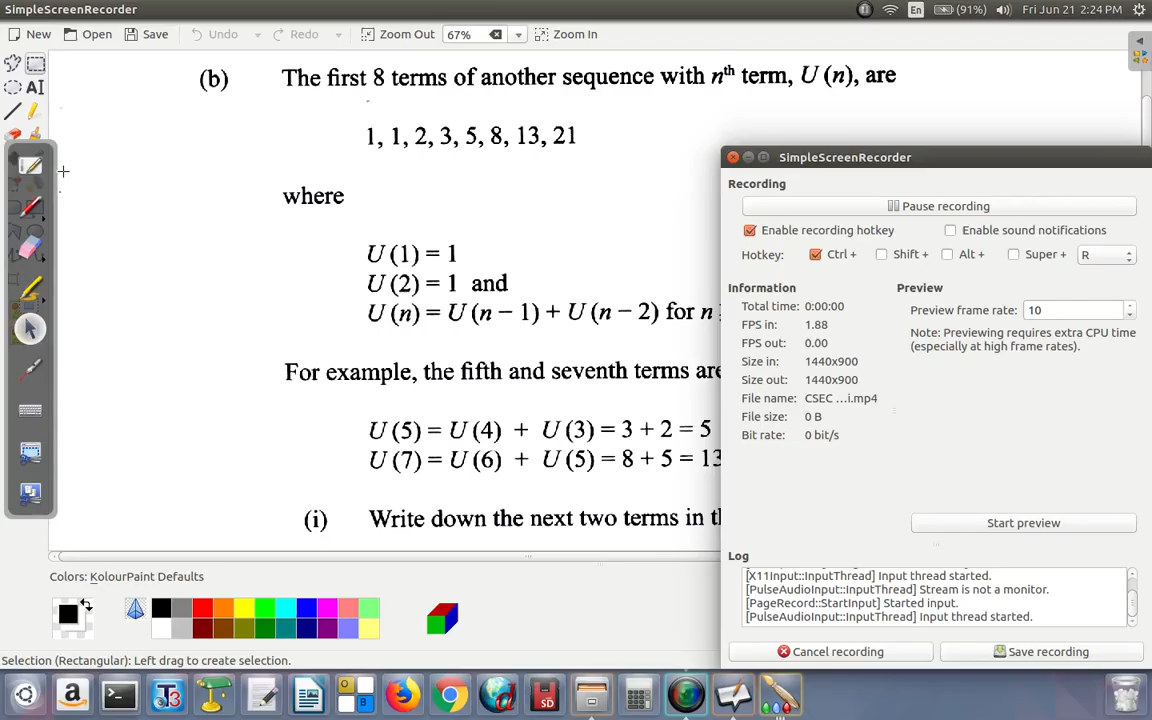 SimpleScreenRecorder
En (91%) Fri Jun 21 2:24 PM
New Open Save Undo Redo Zoom Out 67% Zoom In
(b) The first 8 terms of another sequence with nth term, U (n), are
1, 1, 2, 3, 5, 8, 13, 21
where
U (1) = 1
U (2) = 1 and
U (n) = U (n − 1) + U (n − 2) for n
For example, the fifth and seventh terms are
U (5) = U (4) + U (3) = 3 + 2 = 5
U (7) = U (6) + U (5) = 8 + 5 = 13
(i) Write down the next two terms in th
SimpleScreenRecorder
Recording
Pause recording
Enable recording hotkey Enable sound notifications
Hotkey: Ctrl + Shift + Alt + Super + R
Information
Total time: 0:00:00
FPS in: 1.88
FPS out: 0.00
Size in: 1440x900
Size out: 1440x900
File name: CSEC ...i.mp4
File size: 0 B
Bit rate: 0 bit/s
Preview
Preview frame rate: 10
Note: Previewing requires extra CPU time
(especially at high frame rates).
Start preview
Log
[X11Input::InputThread] Input thread started.
[PulseAudioInput::InputThread] Stream is not a monitor.
[PageRecord::StartInput] Started input.
[PulseAudioInput::InputThread] Input thread started.
Cancel recording Save recording
Colors: KolourPaint Defaults
Selection (Rectangular): Left drag to create selection.